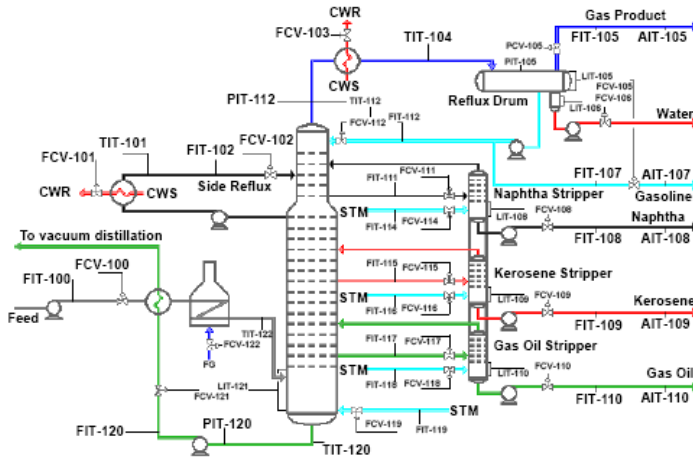 CWR
Gas Product
FCV-103
TIT-104
FIT-105 AIT-105
PCV-105
PIT-105
LIT-105
FCV-105
CWS
PIT-112
TIT-112
Reflux Drum
LIT-106
FCV-106
FCV-112
FIT-112
Water
TIT-101
FIT-102
FCV-102
FCV-101
FCV-111
FIT-107 AIT-107
FIT-111
CWR
CWS
Side Reflux
Naphtha Stripper
Gasoline
STM
LIT-108
FCV-108
Naphtha
FCV-114
FIT-114
To vacuum distillation
FIT-108 AIT-108
FIT-100
FCV-100
FIT-115
FCV-115
Kerosene Stripper
STM
LIT-109
FCV-109
Kerosene
FIT-116
FCV-116
Feed
TIT-122
FIT-109 AIT-109
FIT-117
FCV-117
Gas Oil Stripper
FCV-122
FG
STM
LIT-110
FCV-110
Gas Oil
LIT-121
FCV-121
FIT-118
FCV-118
FIT-110 AIT-110
STM
FIT-120
PIT-120
FCV-119
FIT-119
TIT-120